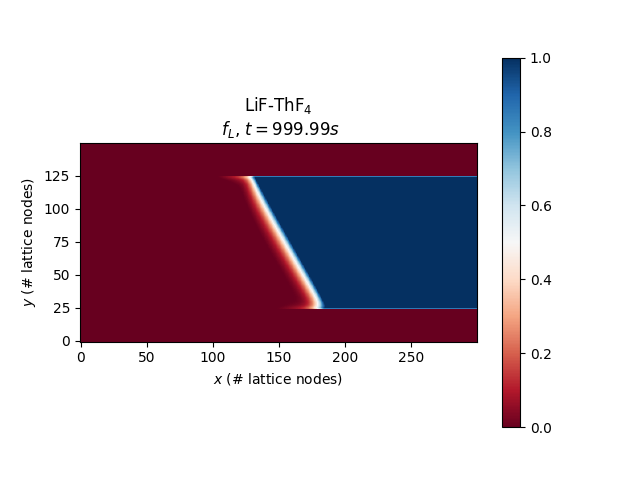 LiF-ThF₄
f_L, t = 999.99s
1.0
0.8
0.6
0.4
0.2
0.0
125
100
75
50
25
0
y (# lattice nodes)
0 50 100 150 200 250
x (# lattice nodes)